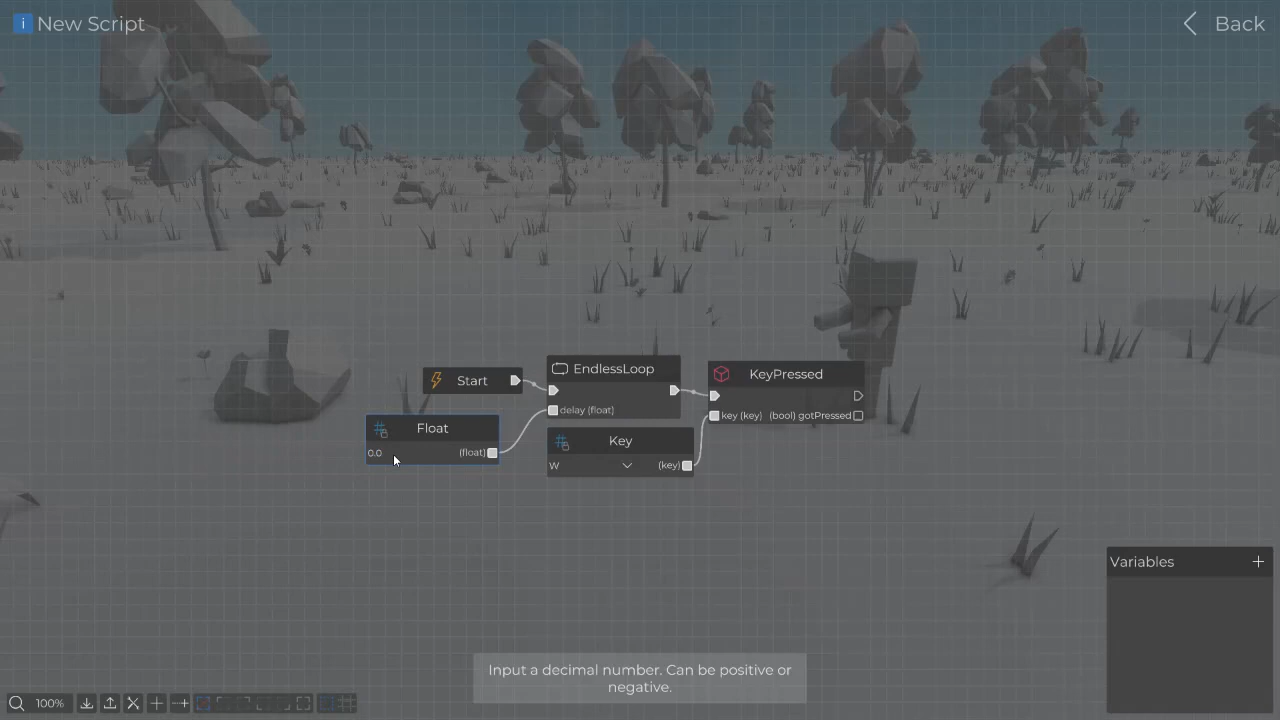 i New Script
Back
Start
EndlessLoop
delay (float)
KeyPressed
key (key) (bool) gotPressed
Float
0.0 (float)
Key
W (key)
Variables +
Input a decimal number. Can be positive or
negative.
100%